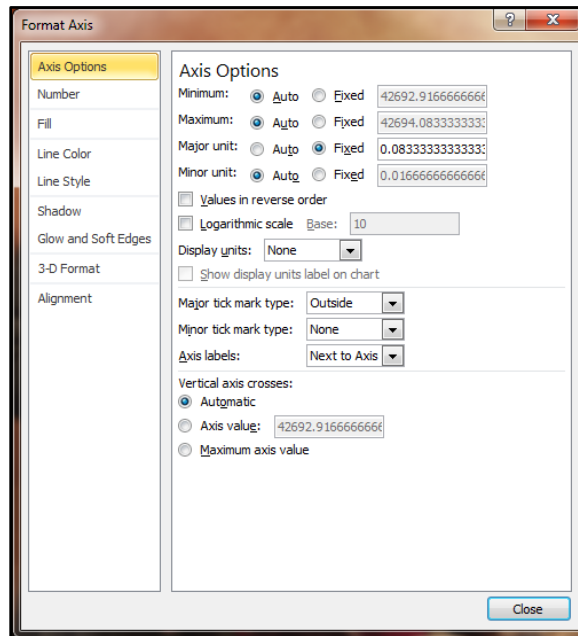 Format Axis
Axis Options
Number
Fill
Line Color
Line Style
Shadow
Glow and Soft Edges
3-D Format
Alignment
Axis Options
Minimum: Auto Fixed 42692.9166666666
Maximum: Auto Fixed 42694.0833333333
Major unit: Auto Fixed 0.08333333333333
Minor unit: Auto Fixed 0.01666666666666
Values in reverse order
Logarithmic scale Base: 10
Display units: None
Show display units label on chart
Major tick mark type: Outside
Minor tick mark type: None
Axis labels: Next to Axis
Vertical axis crosses:
Automatic
Axis value: 42692.9166666666
Maximum axis value
Close